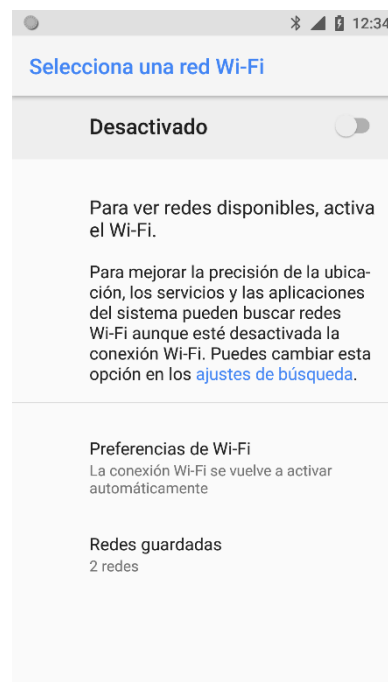 12:34
Selecciona una red Wi-Fi
Desactivado
Para ver redes disponibles, activa
el Wi-Fi.
Para mejorar la precisión de la ubica-
ción, los servicios y las aplicaciones
del sistema pueden buscar redes
Wi-Fi aunque esté desactivada la
conexión Wi-Fi. Puedes cambiar esta
opción en los ajustes de búsqueda.
Preferencias de Wi-Fi
La conexión Wi-Fi se vuelve a activar
automáticamente
Redes guardadas
2 redes